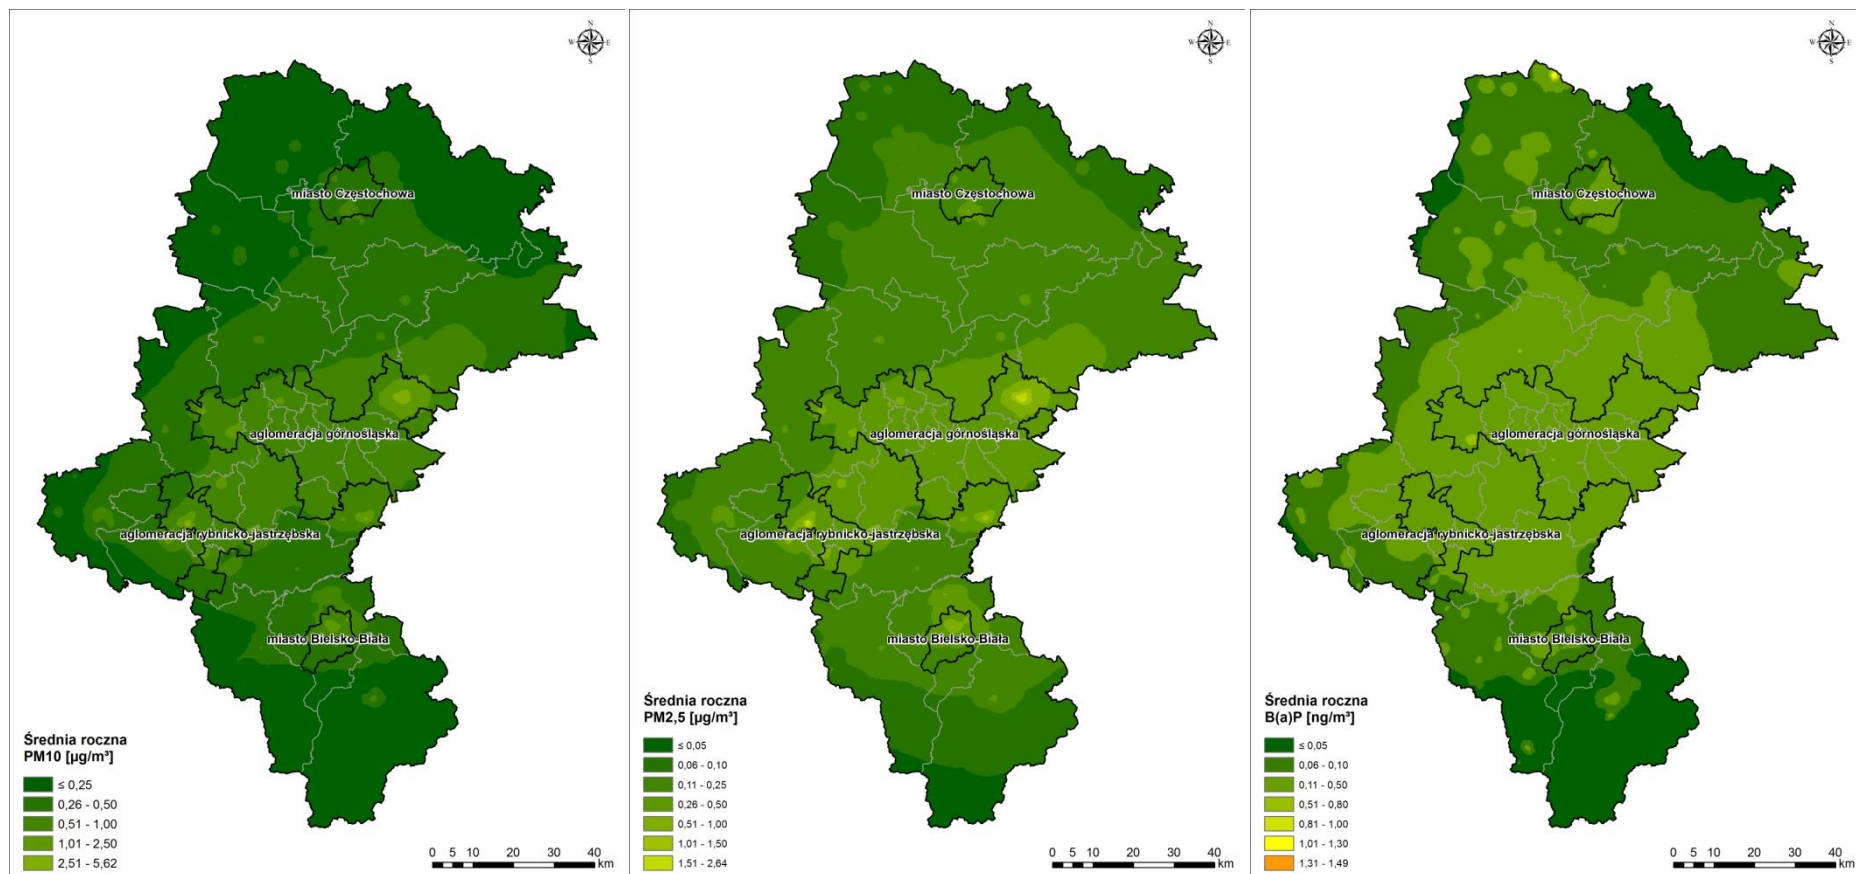 N
W E
S
miasto Częstochowa
aglomeracja górnośląska
aglomeracja rybnicko-jastrzębska
miasto Bielsko-Biała
Średnia roczna
PM10 [µg/m³]
≤ 0,25
0,26 - 0,50
0,51 - 1,00
1,01 - 2,50
2,51 - 5,62
0 5 10 20 30 40
km
N
W E
S
miasto Częstochowa
aglomeracja górnośląska
aglomeracja rybnicko-jastrzębska
miasto Bielsko-Biała
Średnia roczna
PM2,5 [µg/m³]
≤ 0,05
0,06 - 0,10
0,11 - 0,25
0,26 - 0,50
0,51 - 1,00
1,01 - 1,50
1,51 - 2,64
0 5 10 20 30 40
km
N
W E
S
miasto Częstochowa
aglomeracja górnośląska
aglomeracja rybnicko-jastrzębska
miasto Bielsko-Biała
Średnia roczna
B(a)P [ng/m³]
≤ 0,05
0,06 - 0,10
0,11 - 0,50
0,51 - 0,80
0,81 - 1,00
1,01 - 1,30
1,31 - 1,49
0 5 10 20 30 40
km